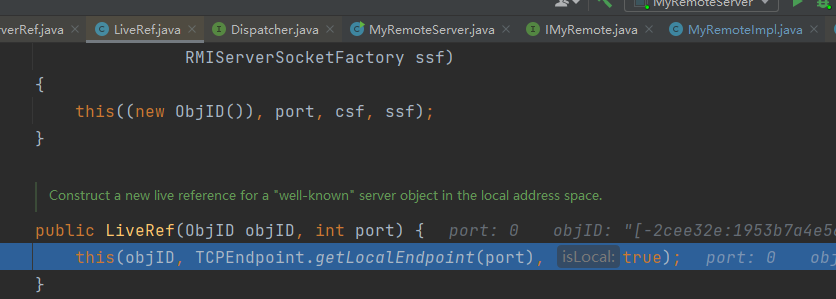 MyRemoteServer
erverRef.java × LiveRef.java × Dispatcher.java × MyRemoteServer.java × IMyRemote.java × MyRemoteImpl.java ×
RMIServerSocketFactory ssf)
{
this((new ObjID()), port, csf, ssf);
}
Construct a new live reference for a "well-known" server object in the local address space.
public LiveRef(ObjID objID, int port) { port: 0 objID: "[-2cee32e:1953b7a4e5
this(objID, TCPEndpoint.getLocalEndpoint(port), isLocal: true); port: 0 obj
}